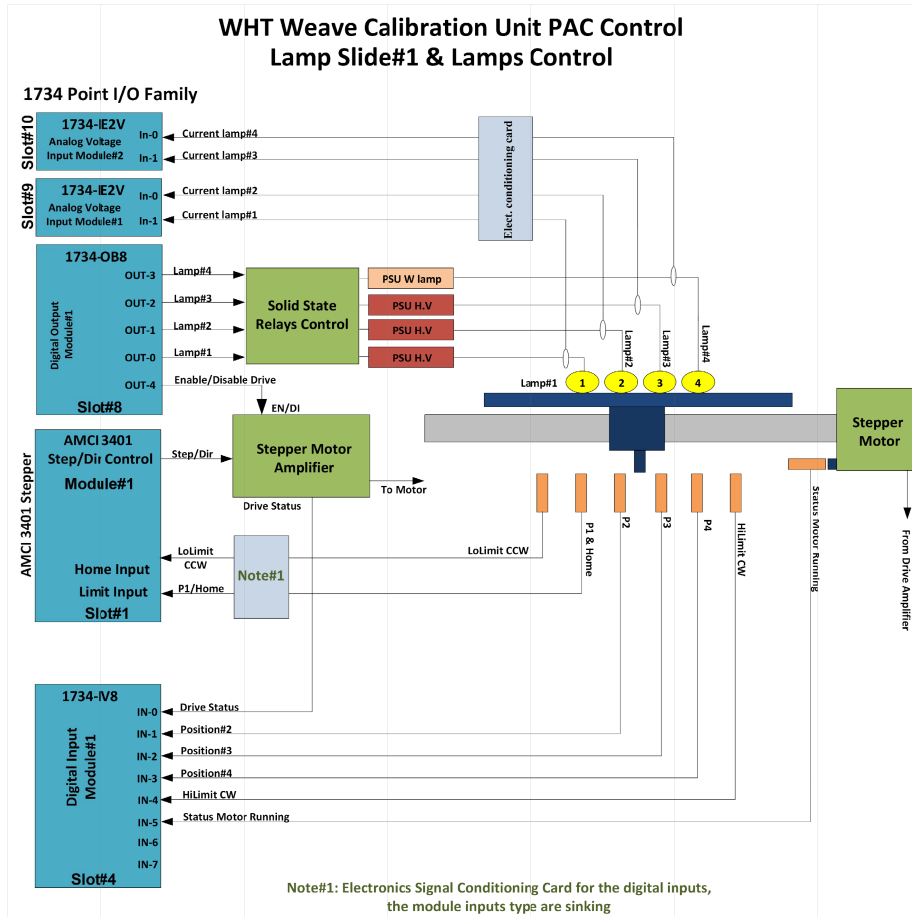 WHT Weave Calibration Unit PAC Control
Lamp Slide#1 & Lamps Control
1734 Point I/O Family
Slot#10
1734-IE2V
Analog Voltage
Input Module#2
In-0
In-1
Current lamp#4
Current lamp#3
Slot#9
1734-IE2V
Analog Voltage
Input Module#1
In-0
In-1
Current lamp#2
Current lamp#1
Elect. conditioning card
1734-OB8
Digital Output
Module#1
OUT-3
OUT-2
OUT-1
OUT-0
OUT-4
Slot#8
Lamp#4
Lamp#3
Lamp#2
Lamp#1
Enable/Disable Drive
Solid State
Relays Control
PSU W lamp
PSU H.V
PSU H.V
PSU H.V
Lamp#1
Lamp#2
Lamp#3
Lamp#4
1
2
3
4
EN/DI
AMCI 3401 Stepper
AMCI 3401
Step/Dir Control
Module#1
Home Input
Limit Input
Slot#1
Step/Dir
Stepper Motor
Amplifier
To Motor
Drive Status
Stepper
Motor
LoLimit
CCW
P1/Home
Note#1
LoLimit CCW
P1 & Home
P2
P3
P4
HiLimit CW
Status Motor Running
From Drive Amplifier
1734-IV8
Digital Input
Module#1
IN-0
IN-1
IN-2
IN-3
IN-4
IN-5
IN-6
IN-7
Slot#4
Drive Status
Position#2
Position#3
Position#4
HiLimit CW
Status Motor Running
Note#1: Electronics Signal Conditioning Card for the digital inputs,
the module inputs type are sinking